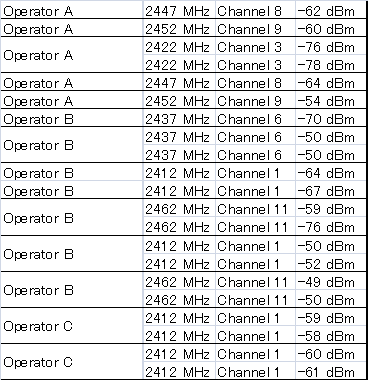 Operator A 2447 MHz Channel 8 -62 dBm
Operator A 2452 MHz Channel 9 -60 dBm
Operator A 2422 MHz Channel 3 -76 dBm
2422 MHz Channel 3 -78 dBm
Operator A 2447 MHz Channel 8 -64 dBm
Operator A 2452 MHz Channel 9 -54 dBm
Operator B 2437 MHz Channel 6 -70 dBm
Operator B 2437 MHz Channel 6 -50 dBm
2437 MHz Channel 6 -50 dBm
Operator B 2412 MHz Channel 1 -64 dBm
Operator B 2412 MHz Channel 1 -67 dBm
Operator B 2462 MHz Channel 11 -59 dBm
2462 MHz Channel 11 -76 dBm
Operator B 2412 MHz Channel 1 -50 dBm
2412 MHz Channel 1 -52 dBm
Operator B 2462 MHz Channel 11 -49 dBm
2462 MHz Channel 11 -50 dBm
Operator C 2412 MHz Channel 1 -59 dBm
2412 MHz Channel 1 -58 dBm
Operator C 2412 MHz Channel 1 -60 dBm
2412 MHz Channel 1 -61 dBm